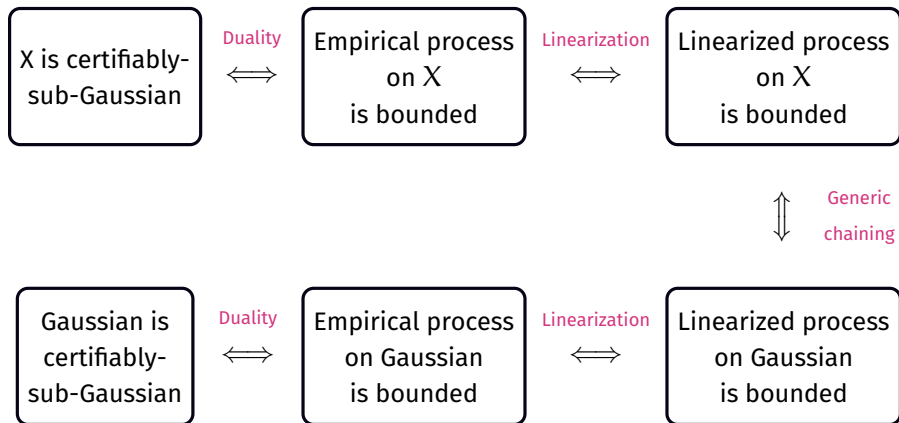 X is certifiably-
sub-Gaussian
Duality
⟺
Empirical process
on X
is bounded
Linearization
⟺
Linearized process
on X
is bounded
⇕
Generic
chaining
Gaussian is
certifiably-
sub-Gaussian
Duality
⟺
Empirical process
on Gaussian
is bounded
Linearization
⟺
Linearized process
on Gaussian
is bounded